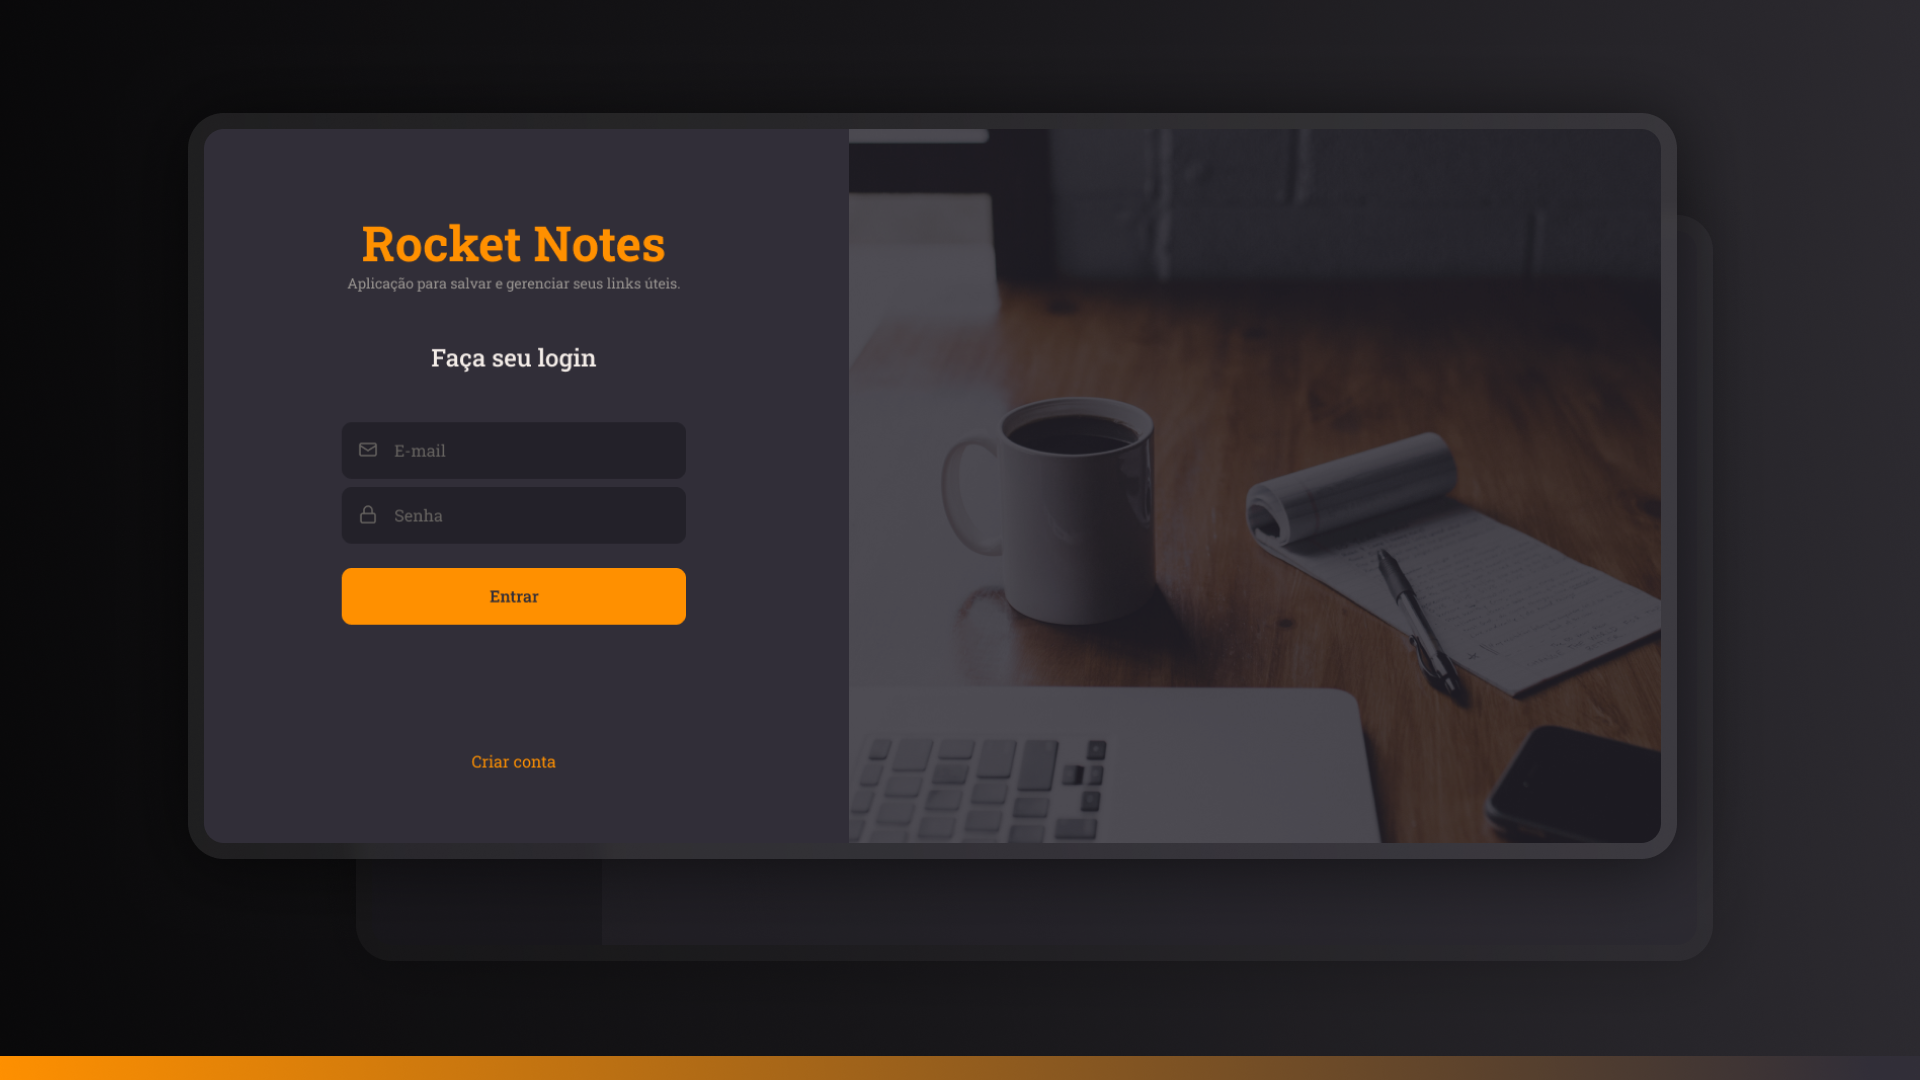 Rocket Notes
Aplicação para salvar e gerenciar seus links úteis.
Faça seu login
E-mail
Senha
Entrar
Criar conta